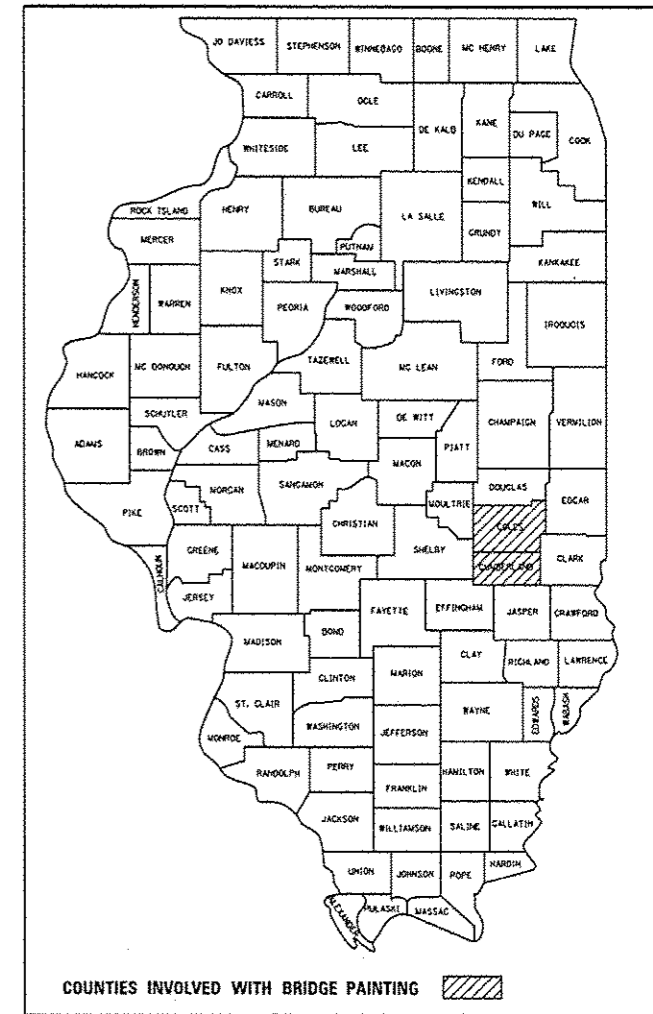 JO DAVIESS STEPHENSON WINNEBAGO BOONE MC HENRY LAKE
CARROLL OGLE DE KALB KANE DU PAGE COOK
WHITESIDE LEE
KENDALL WILL
ROCK ISLAND HENRY BUREAU LA SALLE
MERCER PUTNAM GRUNDY
STARK MARSHALL KANKAKEE
HENDERSON WARREN KNOX PEORIA WOODFORD LIVINGSTON IROQUOIS
HANCOCK MC DONOUGH FULTON TAZEWELL MC LEAN FORD
SCHUYLER MASON LOGAN DE WITT CHAMPAIGN VERMILION
ADAMS BROWN CASS MENARD MACON PIATT
PIKE SCOTT MORGAN SANGAMON MOULTRIE DOUGLAS EDGAR
CHRISTIAN COLES
CALHOUN GREENE MACOUPIN MONTGOMERY SHELBY CUMBERLAND CLARK
JERSEY FAYETTE EFFINGHAM JASPER CRAWFORD
MADISON BOND CLAY RICHLAND LAWRENCE
CLINTON MARION
ST. CLAIR WAYNE EDWARDS WABASH
MONROE WASHINGTON JEFFERSON
RANDOLPH PERRY HAMILTON WHITE
FRANKLIN
JACKSON WILLIAMSON SALINE GALLATIN
UNION JOHNSON POPE HARDIN
ALEXANDER PULASKI MASSAC
COUNTIES INVOLVED WITH BRIDGE PAINTING